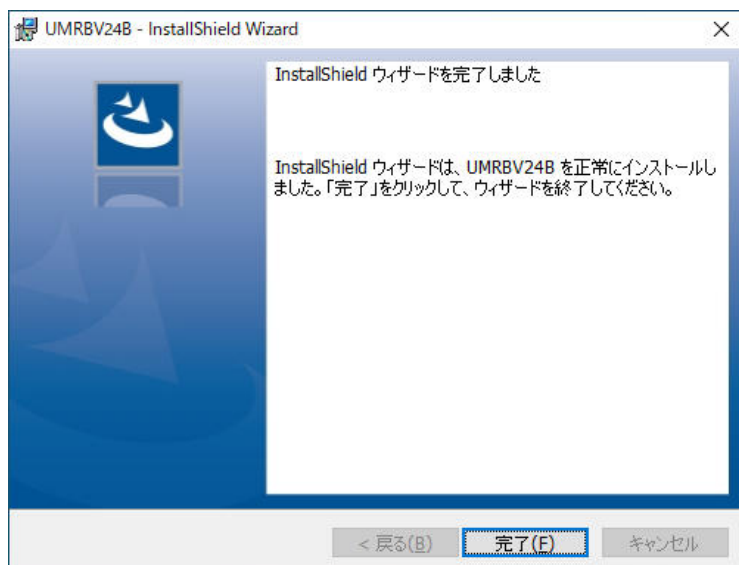 UMRBV24B - InstallShield Wizard
InstallShield ウィザードを完了しました
InstallShield ウィザードは、UMRBV24B を正常にインストールし
ました。「完了」をクリックして、ウィザードを終了してください。
< 戻る(B)
完了(F)
キャンセル